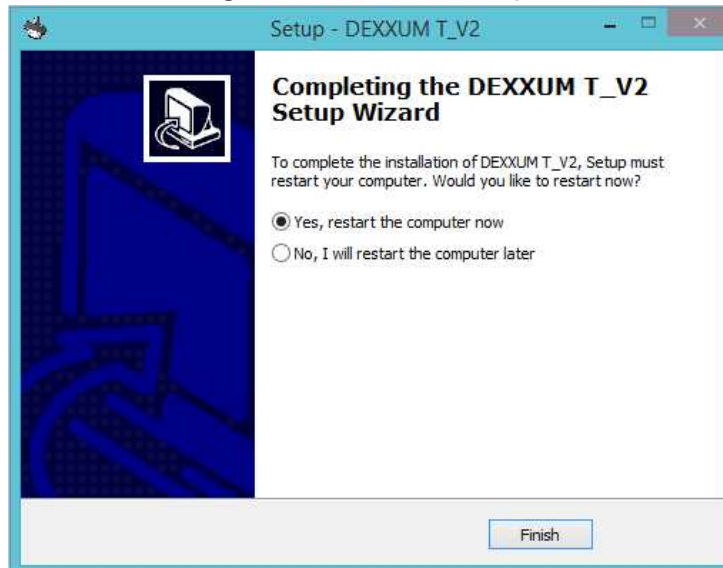 Setup - DEXXUM T_V2
Completing the DEXXUM T_V2
Setup Wizard
To complete the installation of DEXXUM T_V2, Setup must
restart your computer. Would you like to restart now?
Yes, restart the computer now
No, I will restart the computer later
Finish